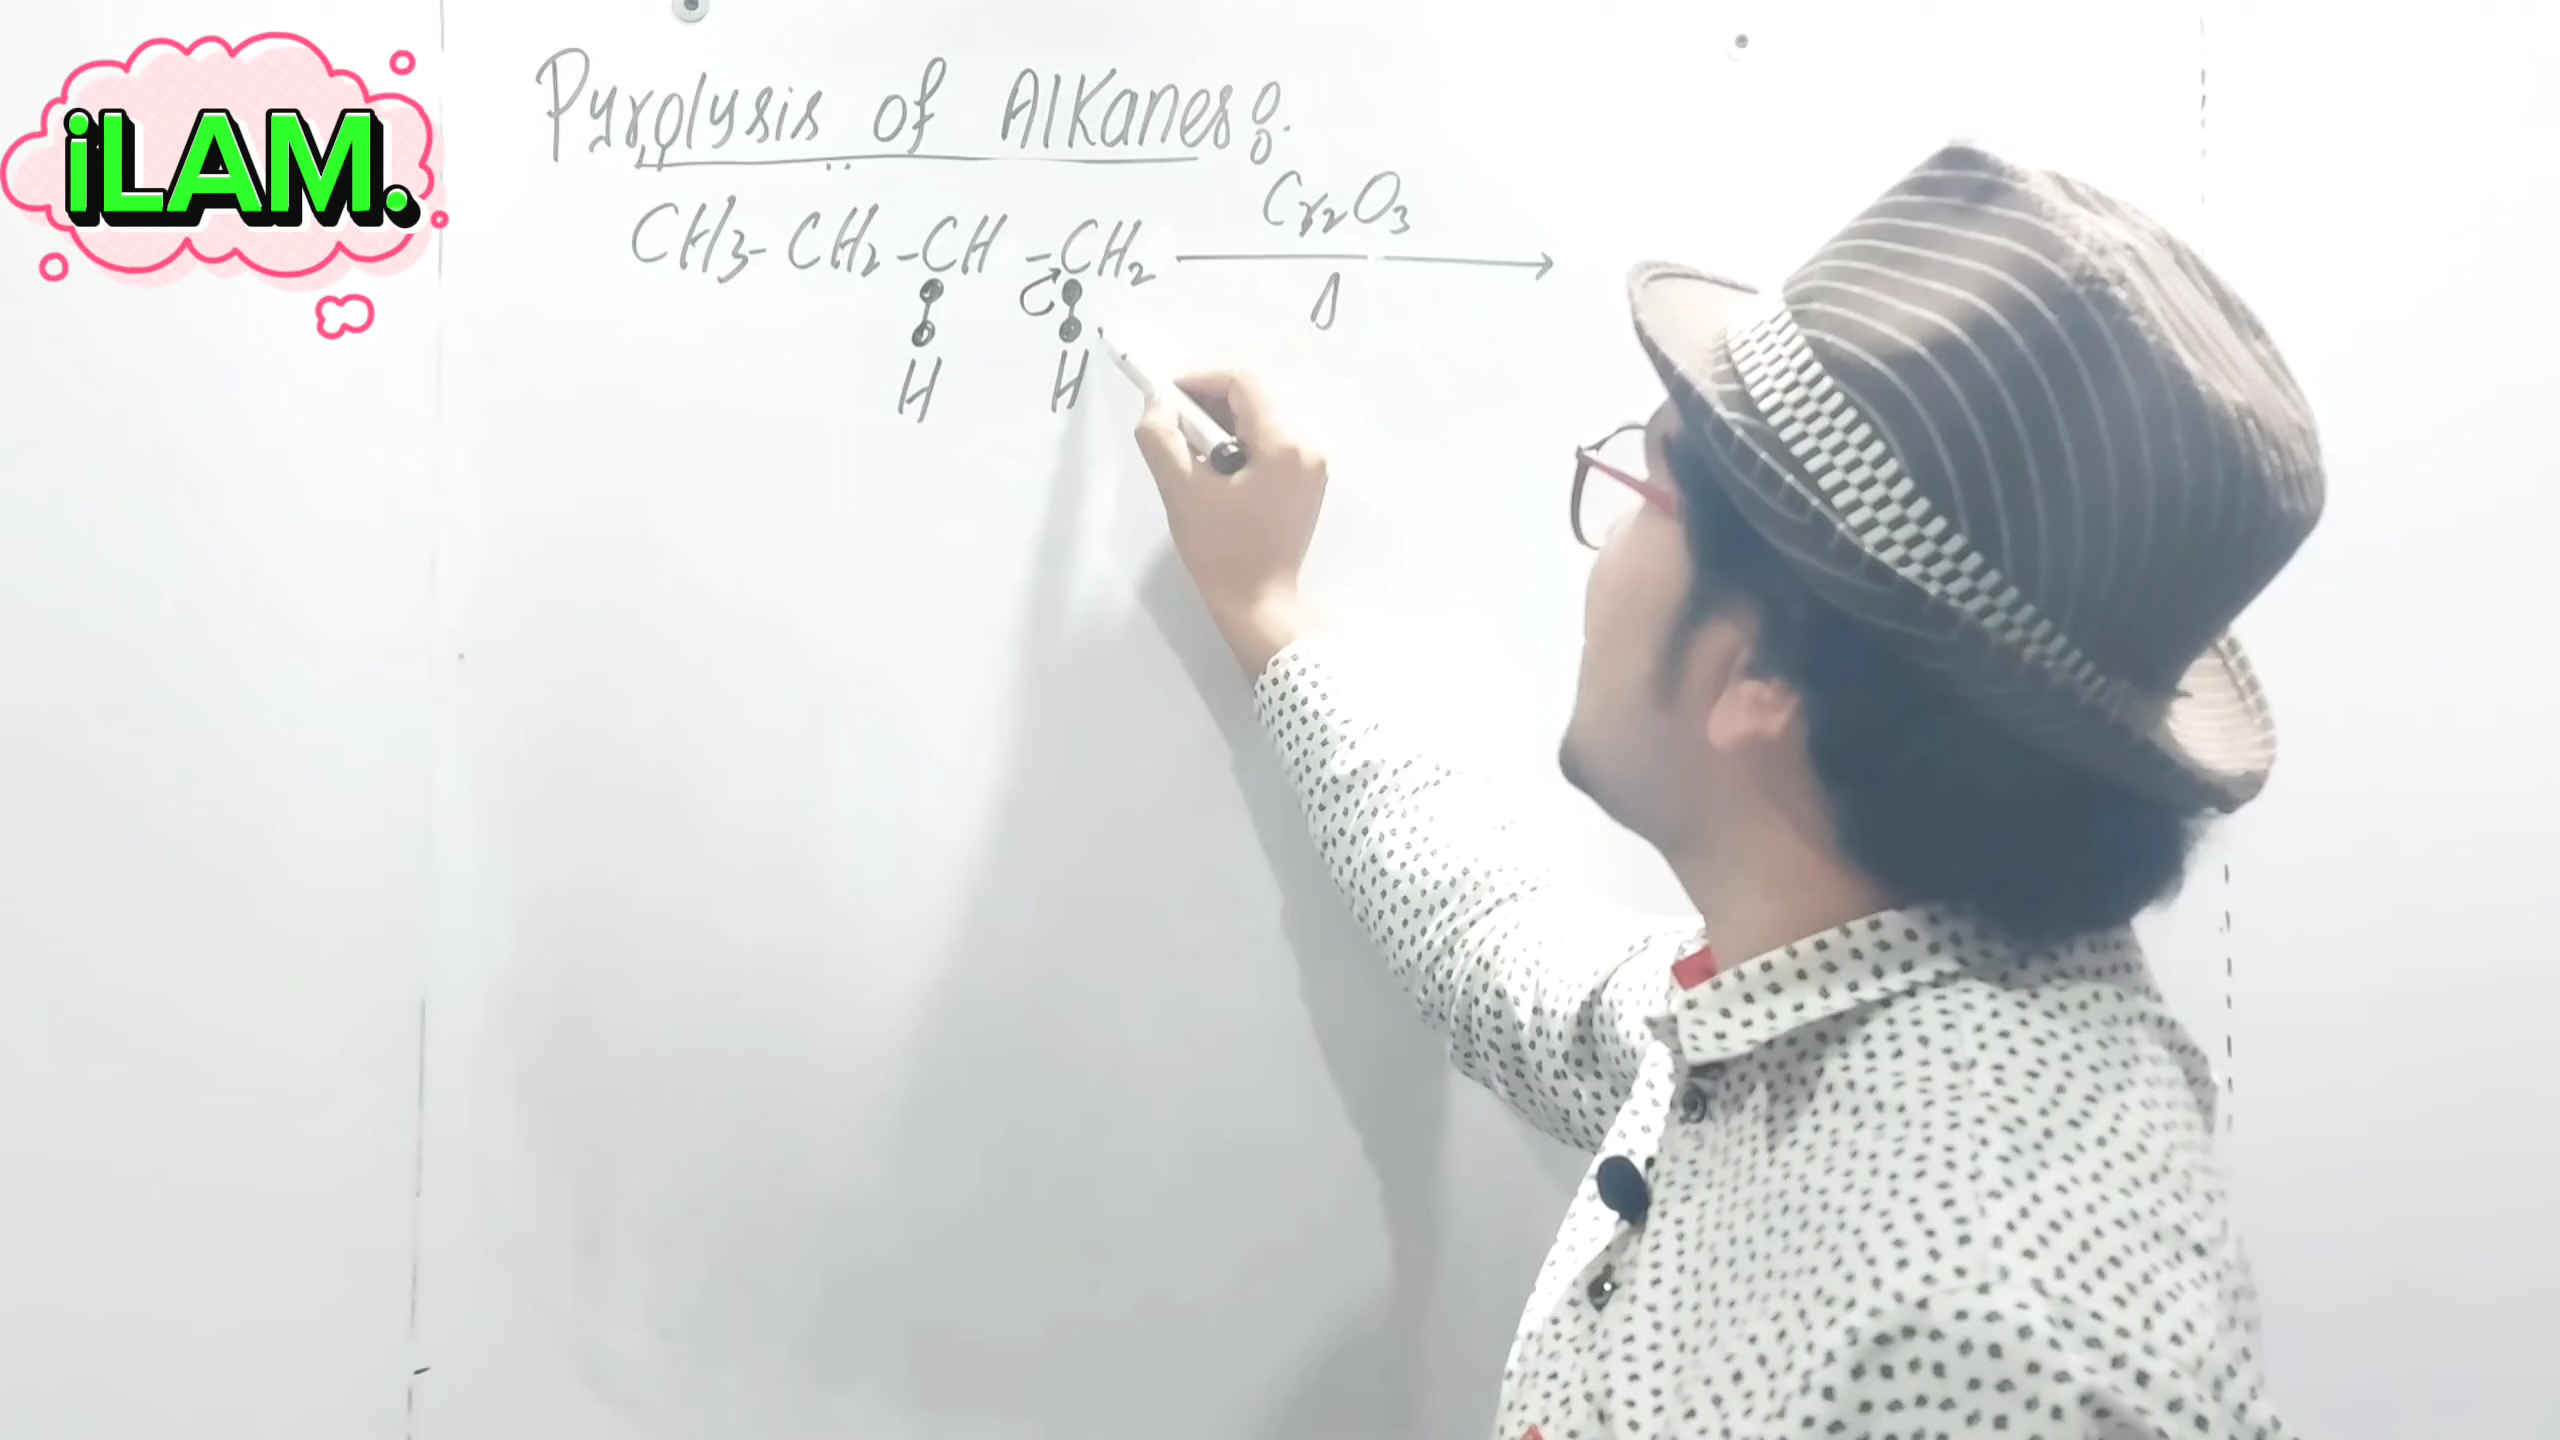 iLAM.
Pyrolysis of Alkanes:
CH3- CH2 -CH -CH2 Cr2O3 Δ
H H